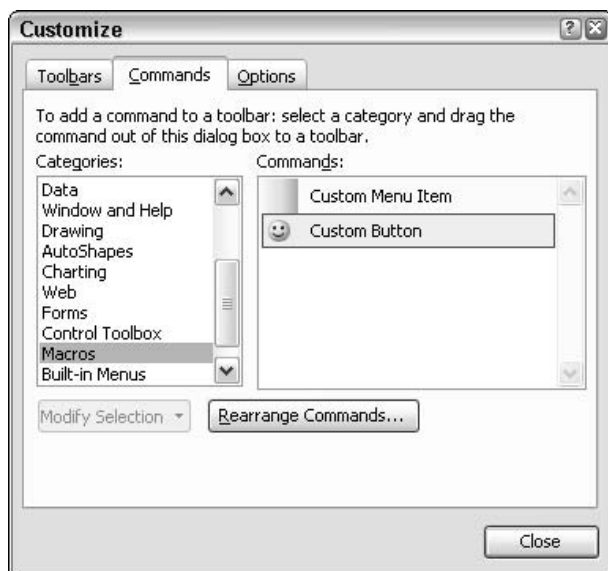 Customize
Toolbars Commands Options
To add a command to a toolbar: select a category and drag the
command out of this dialog box to a toolbar.
Categories: Commands:
Data
Window and Help
Drawing
AutoShapes
Charting
Web
Forms
Control Toolbox
Macros
Built-in Menus
Custom Menu Item
Custom Button
Modify Selection Rearrange Commands...
Close